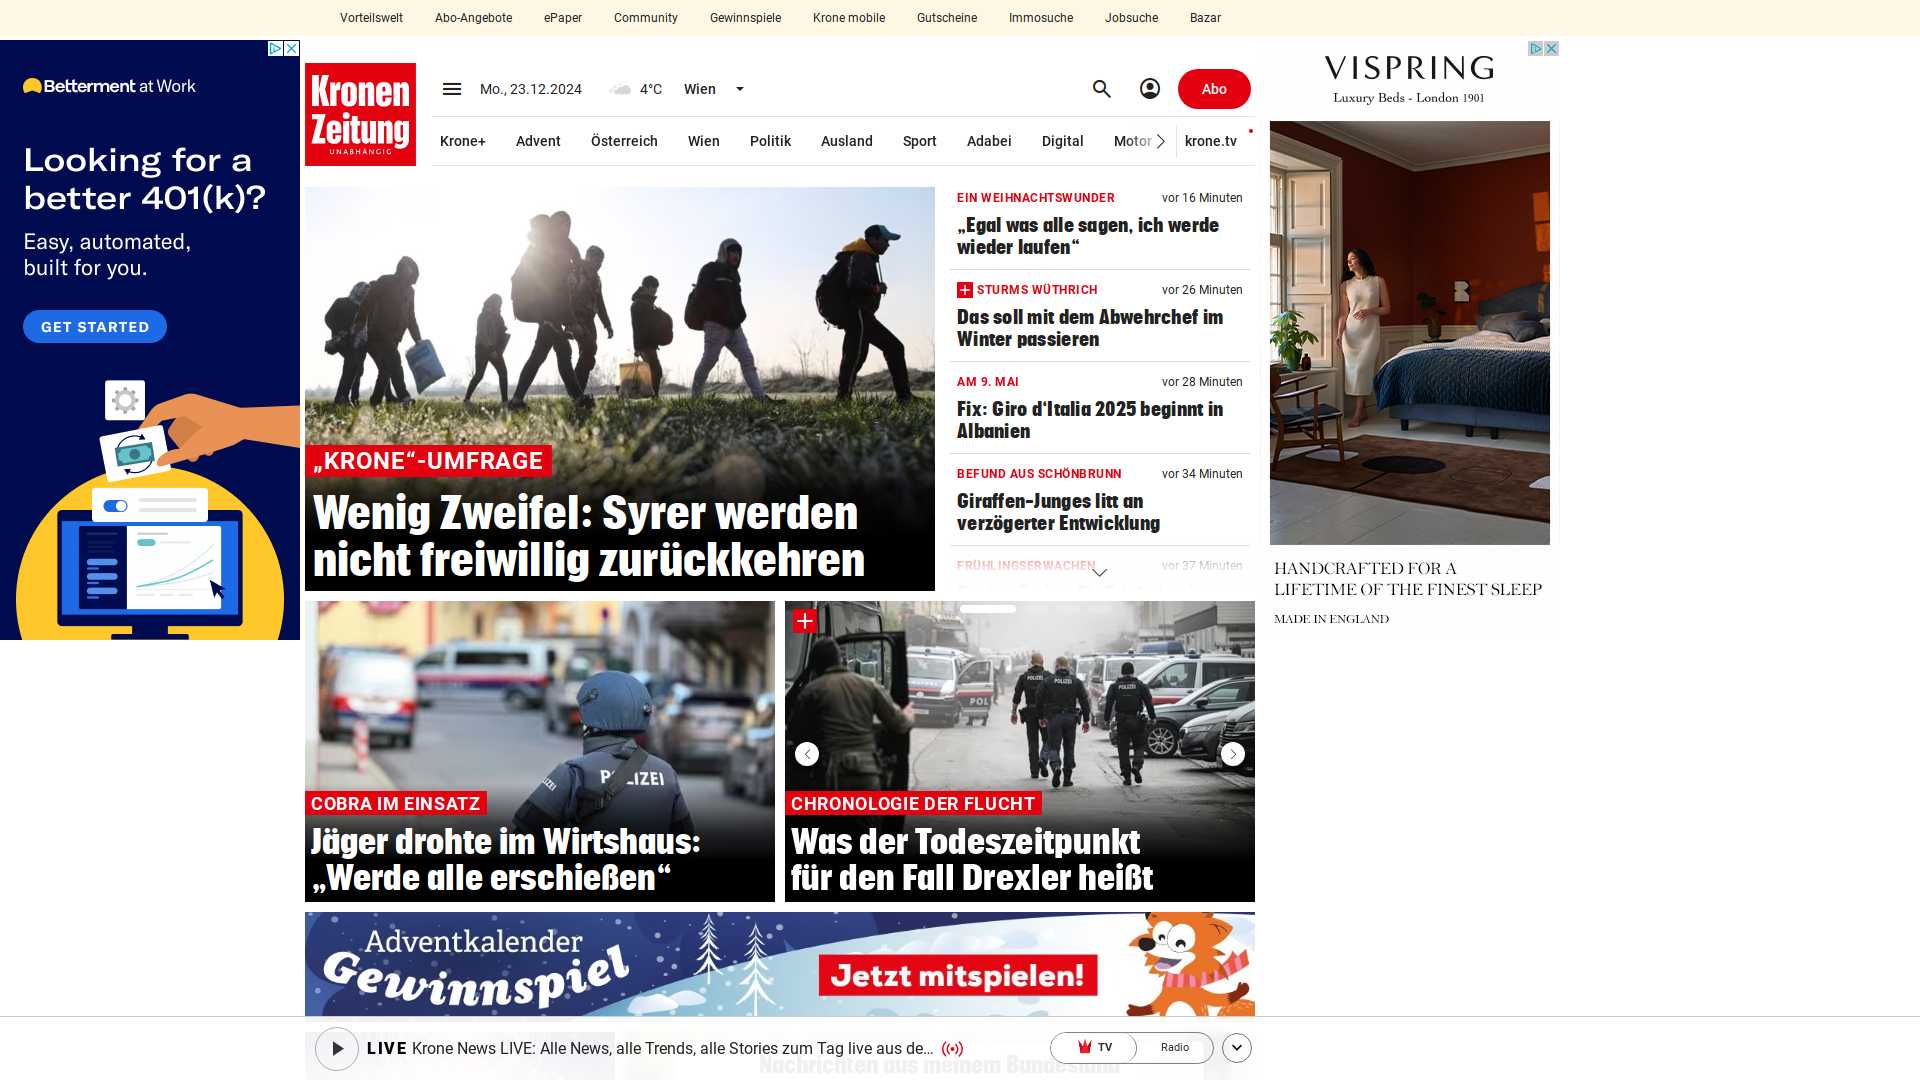 Vorteilswelt Abo-Angebote ePaper Community Gewinnspiele Krone mobile Gutscheine Immosuche Jobsuche Bazar
Betterment at Work
Looking for a
better 401(k)?
Easy, automated,
built for you.
GET STARTED
Kronen
Zeitung
UNABHÄNGIG
Mo., 23.12.2024 4°C Wien
Abo
Krone+ Advent Österreich Wien Politik Ausland Sport Adabei Digital Motor krone.tv
„KRONE“-UMFRAGE
Wenig Zweifel: Syrer werden
nicht freiwillig zurückkehren
EIN WEIHNACHTSWUNDER vor 16 Minuten
„Egal was alle sagen, ich werde
wieder laufen“
STURMS WÜTHRICH vor 26 Minuten
Das soll mit dem Abwehrchef im
Winter passieren
AM 9. MAI vor 28 Minuten
Fix: Giro d‘Italia 2025 beginnt in
Albanien
BEFUND AUS SCHÖNBRUNN vor 34 Minuten
Giraffen-Junges litt an
verzögerter Entwicklung
FRÜHLINGSERWACHEN vor 37 Minuten
VISPRING
Luxury Beds - London 1901
HANDCRAFTED FOR A
LIFETIME OF THE FINEST SLEEP
MADE IN ENGLAND
POLIZEI
COBRA IM EINSATZ
Jäger drohte im Wirtshaus:
„Werde alle erschießen“
POL
POLIZEI
POLIZEI
POLIZEI
CHRONOLOGIE DER FLUCHT
Was der Todeszeitpunkt
für den Fall Drexler heißt
Adventkalender
Gewinnspiel
Jetzt mitspielen!
LIVE Krone News LIVE: Alle News, alle Trends, alle Stories zum Tag live aus de...
TV Radio
Nachrichten aus meinem Bundesland